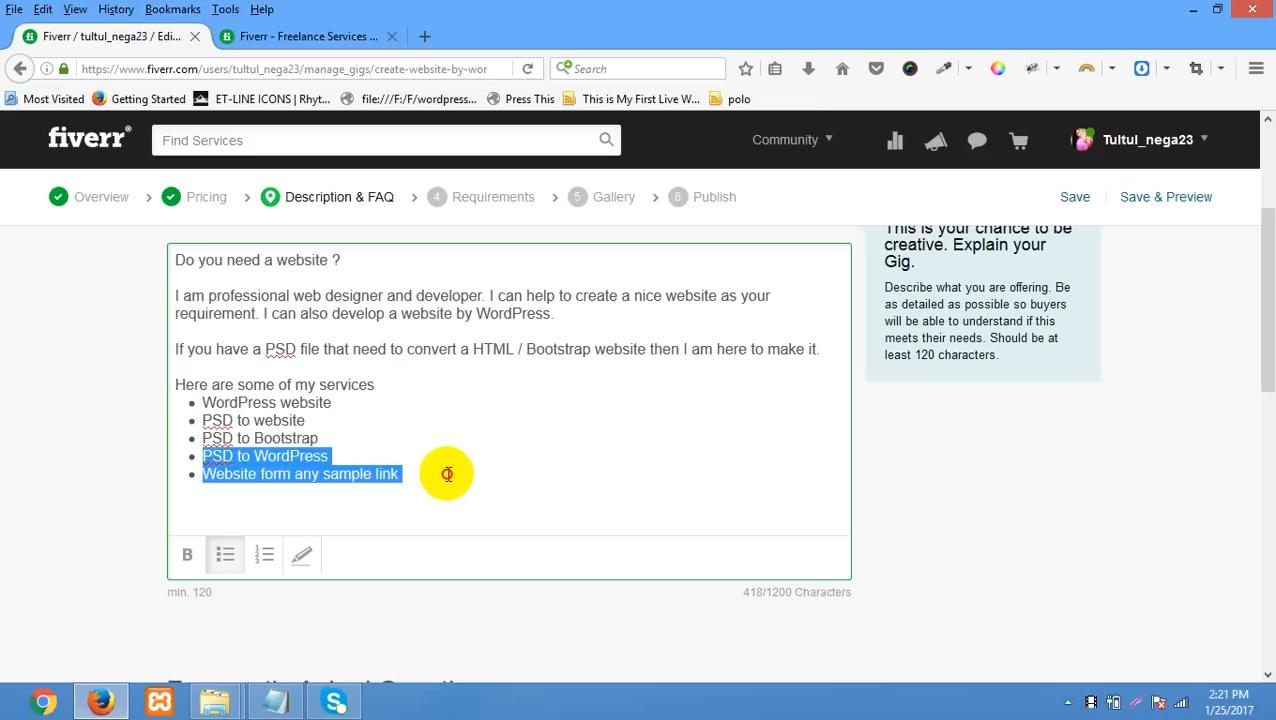 File Edit View History Bookmarks Tools Help
Fiverr / tultul_nega23 / Edi...
Fiverr - Freelance Services ...
https://www.fiverr.com/users/tultul_nega23/manage_gigs/create-website-by-wor
Search
Most Visited
Getting Started
ET-LINE ICONS | Rhyt...
file:///F:/F/wordpress...
Press This
This is My First Live W...
polo
fiverr®
Find Services
Community
Tultul_nega23
Overview
Pricing
Description & FAQ
4 Requirements
5 Gallery
6 Publish
Save
Save & Preview
This is your chance to be
creative. Explain your
Gig.
Describe what you are offering. Be
as detailed as possible so buyers
will be able to understand if this
meets their needs. Should be at
least 120 characters.
Do you need a website ?
I am professional web designer and developer. I can help to create a nice website as your
requirement. I can also develop a website by WordPress.
If you have a PSD file that need to convert a HTML / Bootstrap website then I am here to make it.
Here are some of my services
WordPress website
PSD to website
PSD to Bootstrap
PSD to WordPress
Website form any sample link
B
min. 120
418/1200 Characters
2:21 PM
1/25/2017